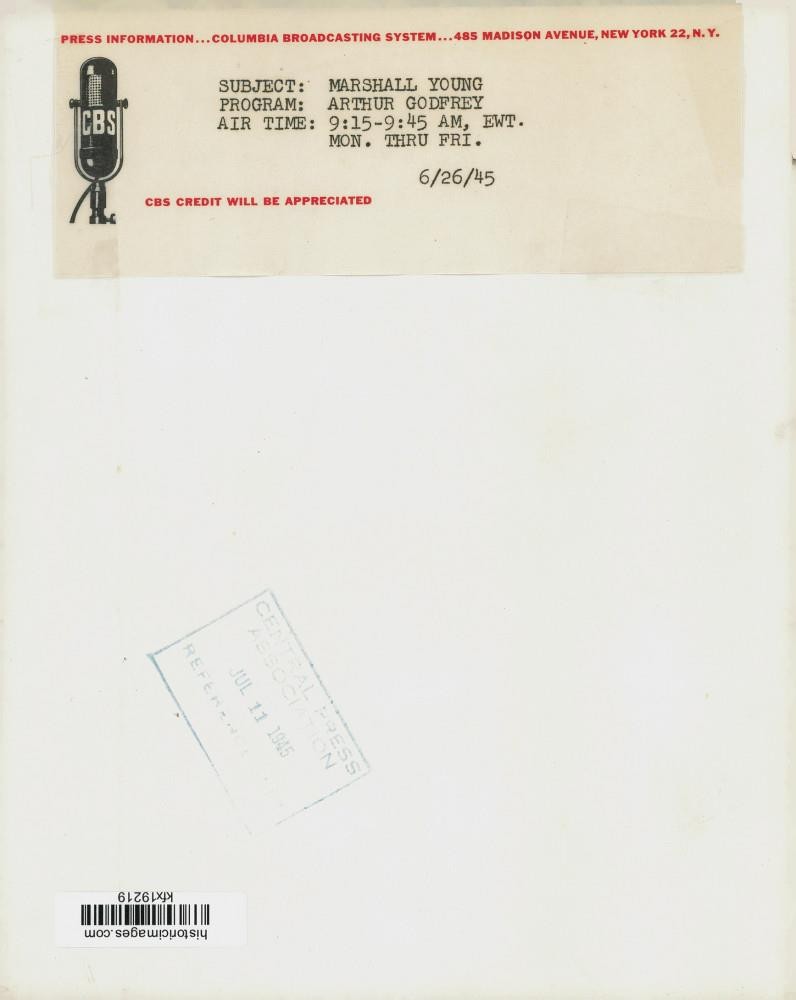 PRESS INFORMATION...COLUMBIA BROADCASTING SYSTEM...485 MADISON AVENUE, NEW YORK 22, N. Y.
CBS
SUBJECT: MARSHALL YOUNG
PROGRAM: ARTHUR GODFREY
AIR TIME: 9:15-9:45 AM, EWT.
MON. THRU FRI.
6/26/45
CBS CREDIT WILL BE APPRECIATED
CENTRAL PRESS
ASSOCIATION
JUL 11 1945
REFERENCE
historicimages.com
kfx19219